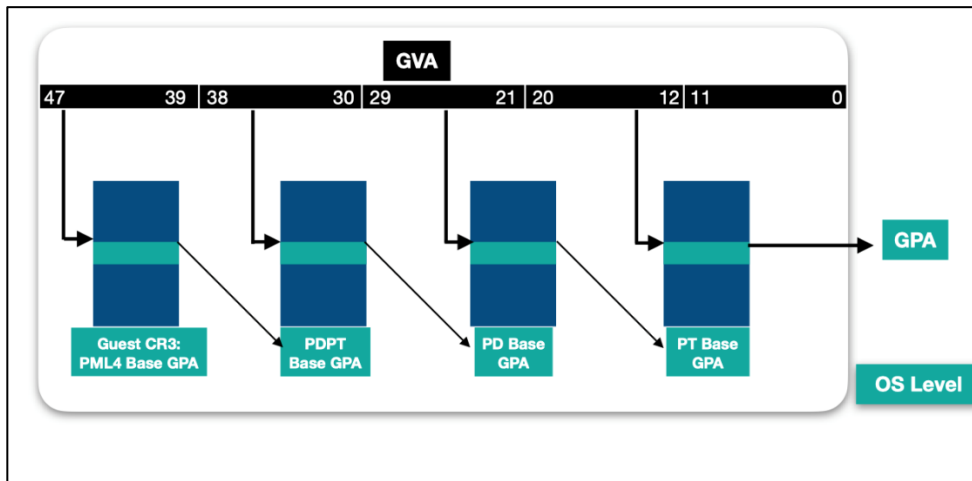 GVA
47 39 38 30 29 21 20 12 11 0
GPA
Guest CR3:
PML4 Base GPA
PDPT
Base GPA
PD Base
GPA
PT Base
GPA
OS Level